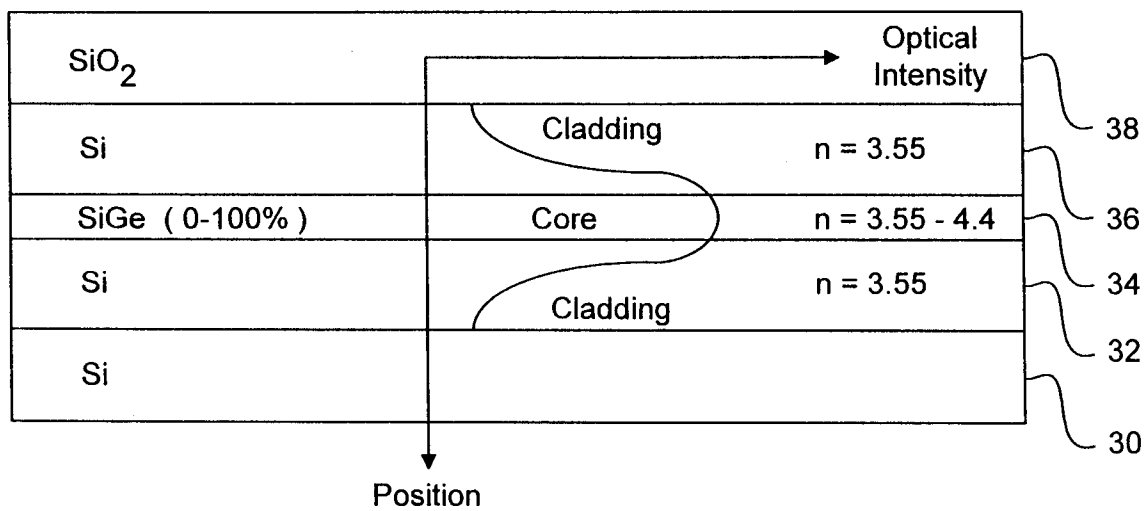 SiO2
Optical
Intensity
38
Si
Cladding
n = 3.55
36
SiGe ( 0-100% )
Core
n = 3.55 - 4.4
34
Si
Cladding
n = 3.55
32
Si
30
Position